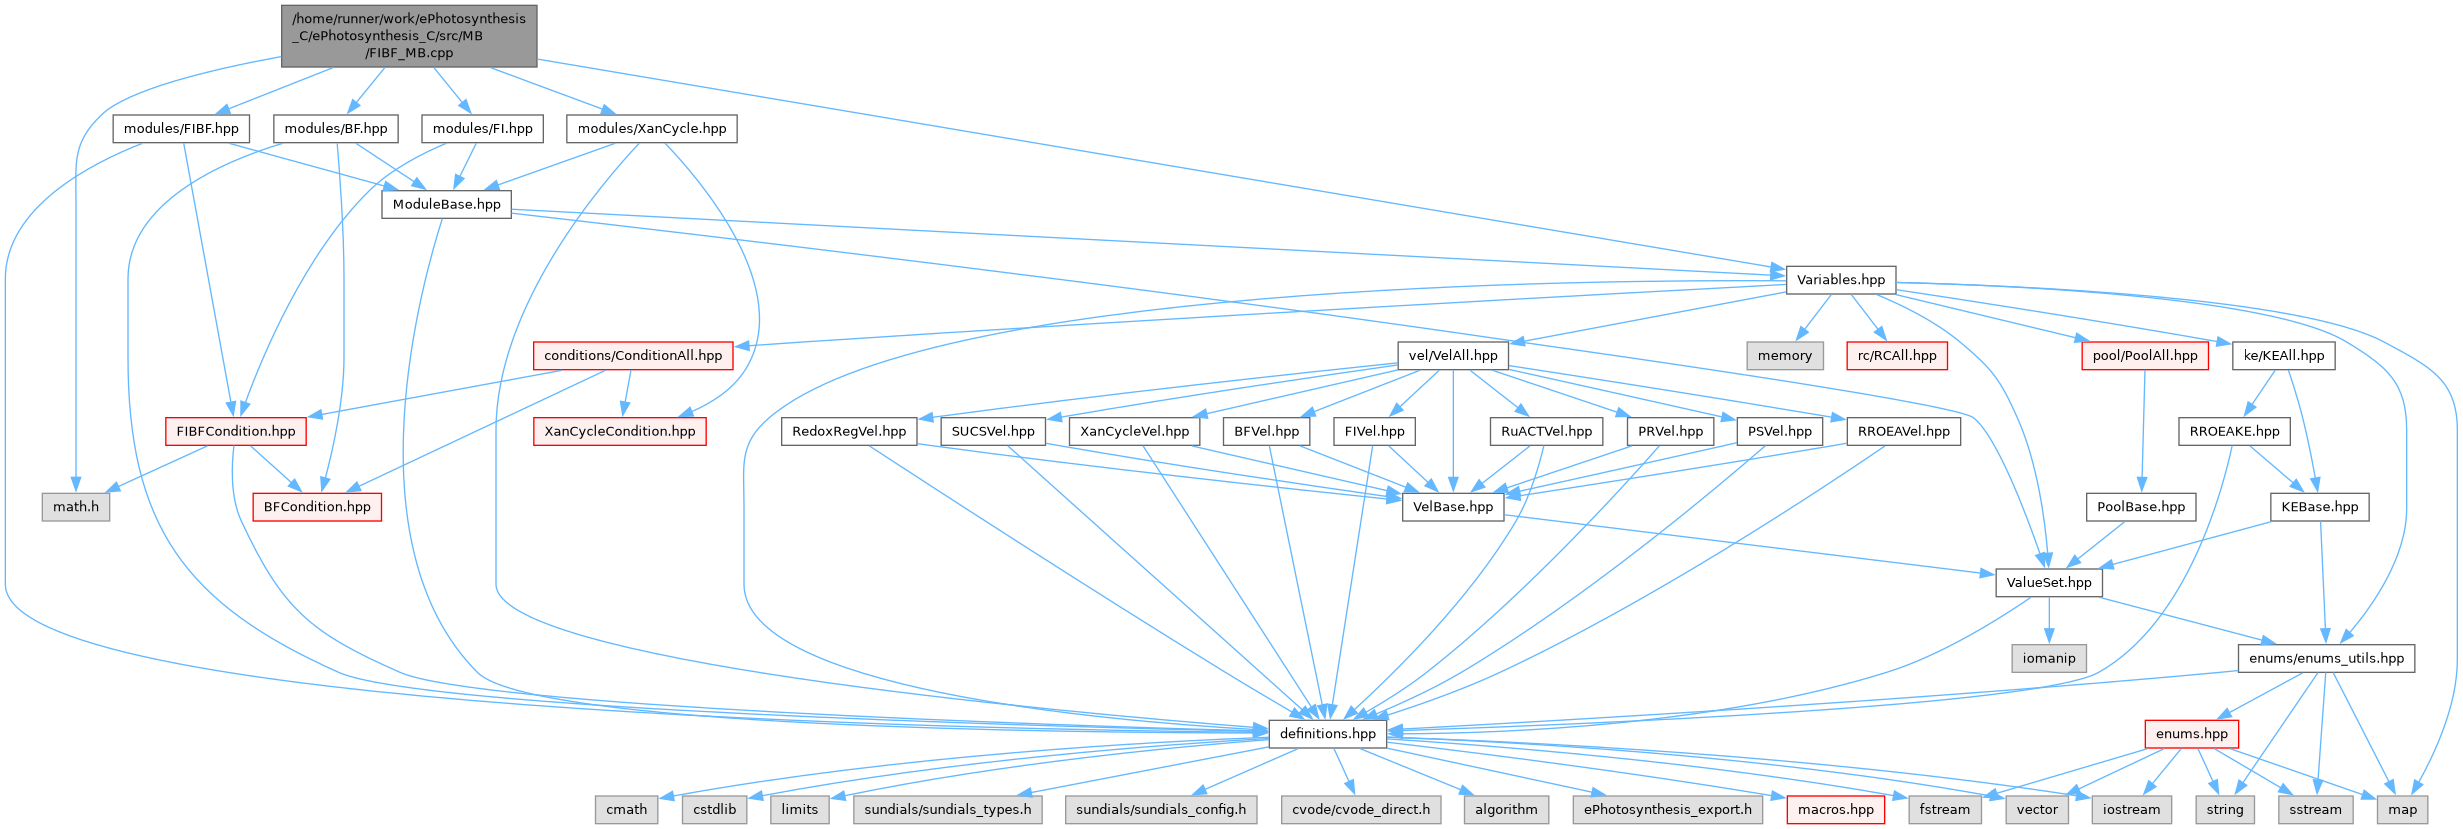 /home/runner/work/ePhotosynthesis
_C/ePhotosynthesis_C/src/MB
/FIBF_MB.cpp
modules/FIBF.hpp
modules/BF.hpp
modules/FI.hpp
modules/XanCycle.hpp
ModuleBase.hpp
Variables.hpp
conditions/ConditionAll.hpp
vel/VelAll.hpp
memory
rc/RCAll.hpp
pool/PoolAll.hpp
ke/KEAll.hpp
FIBFCondition.hpp
XanCycleCondition.hpp
RedoxRegVel.hpp
SUCSVel.hpp
XanCycleVel.hpp
BFVel.hpp
FIVel.hpp
RuACTVel.hpp
PRVel.hpp
PSVel.hpp
RROEAVel.hpp
RROEAKE.hpp
math.h
BFCondition.hpp
VelBase.hpp
PoolBase.hpp
KEBase.hpp
ValueSet.hpp
iomanip
enums/enums_utils.hpp
definitions.hpp
enums.hpp
cmath
cstdlib
limits
sundials/sundials_types.h
sundials/sundials_config.h
cvode/cvode_direct.h
algorithm
ePhotosynthesis_export.h
macros.hpp
fstream
vector
iostream
string
sstream
map